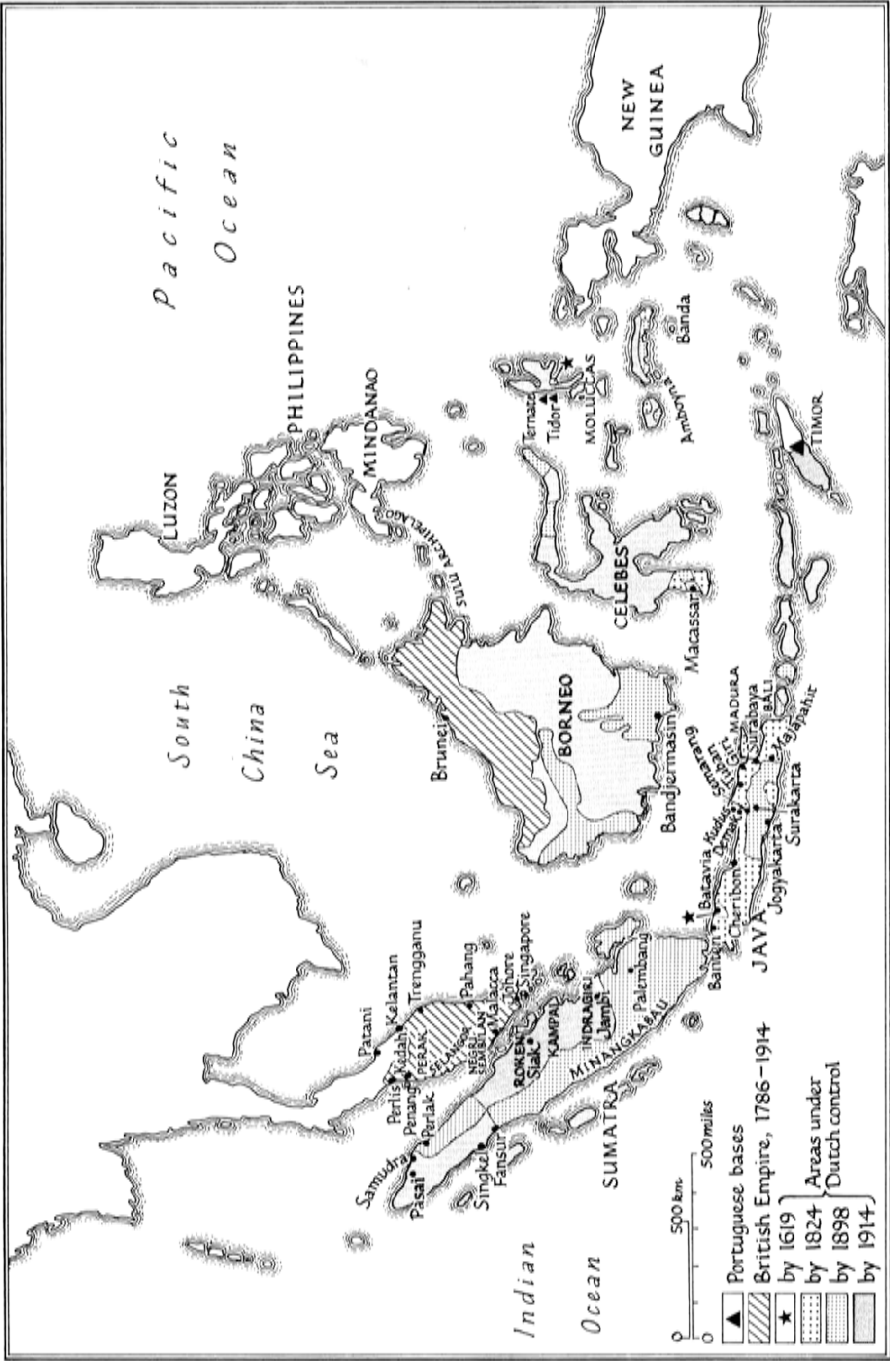 Pacific
Ocean
LUZON
PHILIPPINES
MINDANAO
SULU ARCHIPELAGO
South
China
Sea
NEW
GUINEA
Patani
Kelantan
Trengganu
Perlis
Kedah
Penang
PERAK
Perlak
SELANGOR
Pahang
NEGRI
SEMBILAN
Malacca
Johore
Singapore
Samudra
Pasai
Singkel
Fansur
ROKEN
Siak
KAMPAR
INDRAGIRI
Jambi
MINANGKABAU
Palembang
SUMATRA
Brunei
BORNEO
Bandjermasin
CELEBES
Macassar
Ternate
Tidor
MOLUCCAS
Amboyna
Banda
TIMOR
Banten
Batavia
JAVA
Cheribon
Kudus
Demak
Semarang
Tuban
Giri
MADURA
Surabaya
BALI
Majapahit
Jogyakarta
Surakarta
Indian
Ocean
0 500 km
0 500 miles
Portuguese bases
British Empire, 1786–1914
by 1619
by 1824
by 1898
by 1914
Areas under
Dutch control